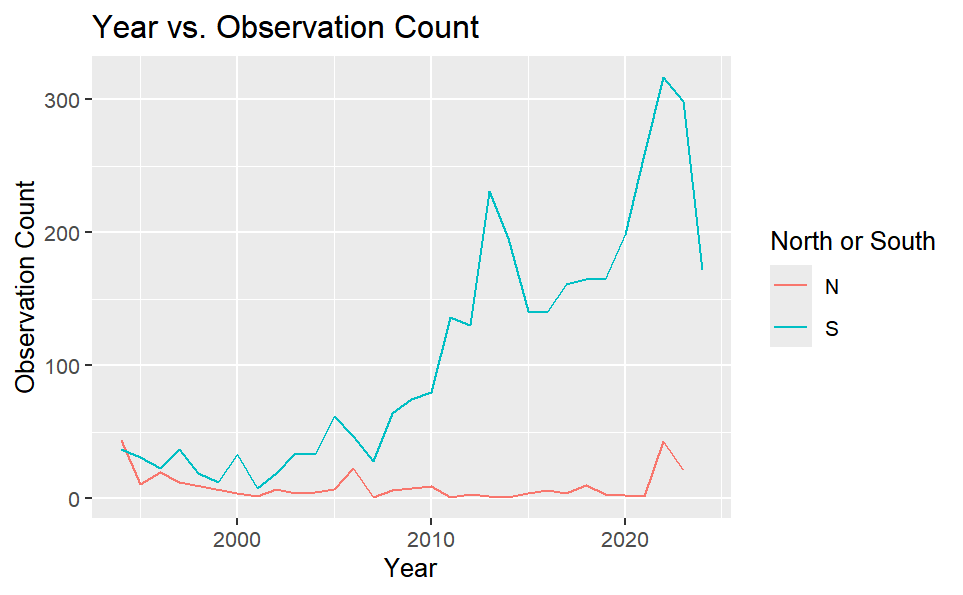 Year vs. Observation Count
300
200
100
0
Observation Count
2000
2010
2020
Year
North or South
N
S